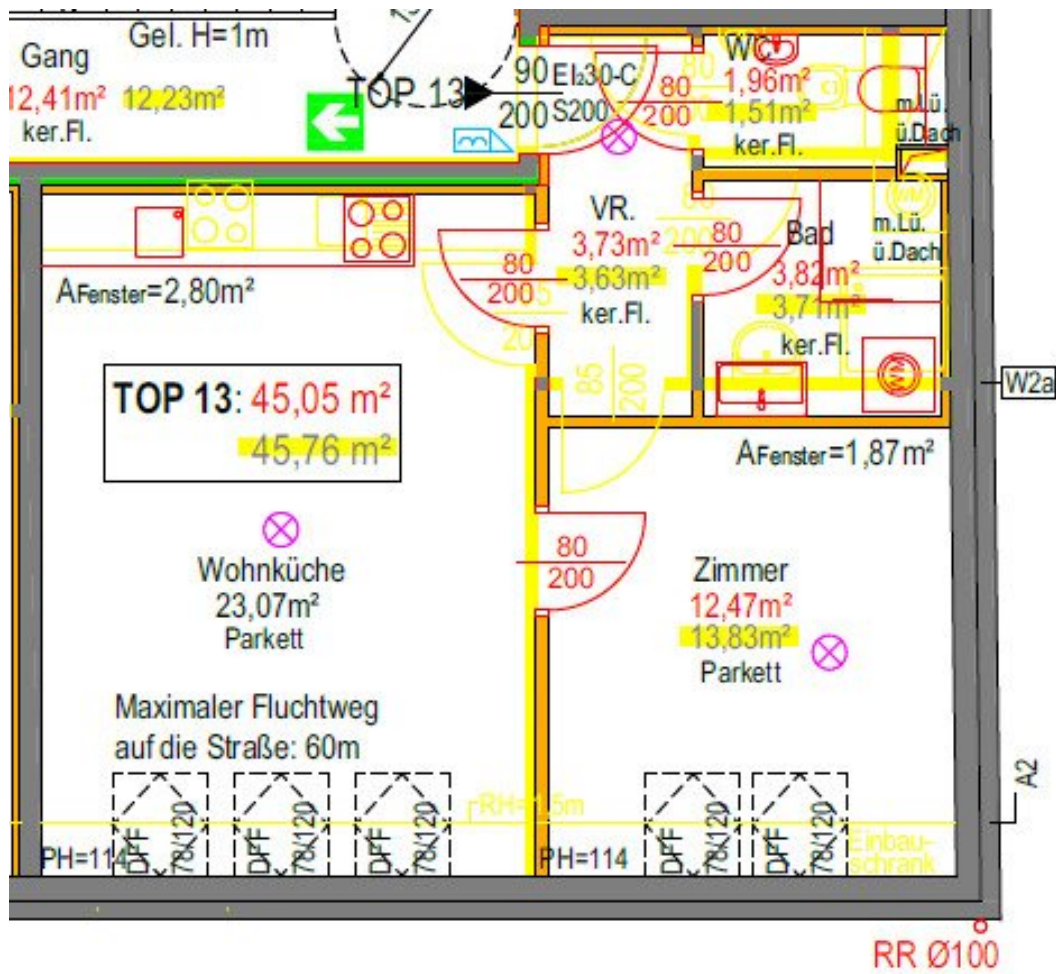 Gel. H=1m
Gang
12,41m² 12,23m²
ker.Fl.
TOP 13
90 EI₂30-C
200 S200
80
200
WC
1,96m²
1,51m²
ker.Fl.
m.Lü.
ü.Dach
80
VR.
3,73m²
3,63m²
ker.Fl.
80
200
80
200
Bad
3,82m²
3,71m²
ker.Fl.
WM
m.Lü.
ü.Dach
WM
80
200
AFenster=2,80m²
85
200
TOP 13: 45,05 m²
45,76 m²
W2a
AFenster=1,87m²
80
200
Wohnküche
23,07m²
Parkett
Zimmer
12,47m²
13,83m²
Parkett
Maximaler Fluchtweg
auf die Straße: 60m
A2
RH=1,5m
PH=114
DFF
78/120
DFF
78/120
DFF
78/120
PH=114
DFF
78/120
DFF
78/120
Einbau-
schrank
RR Ø100